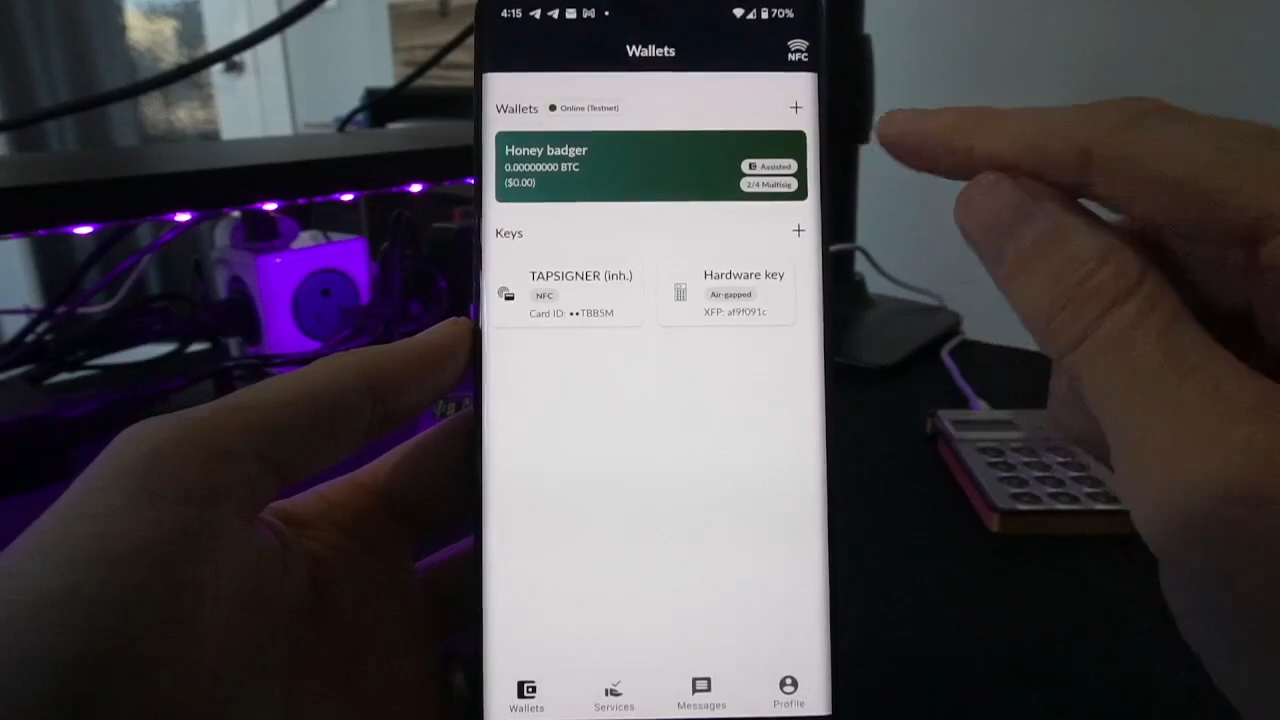 4:15 70%
Wallets NFC
Wallets Online (Testnet) +
Honey badger
0.00000000 BTC
Assisted
($0.00)
2/4 Multisig
Keys +
TAPSIGNER (inh.)
NFC
Card ID: ••TBB5M
Hardware key
Air-gapped
XFP: af9f091c
Wallets Services Messages Profile